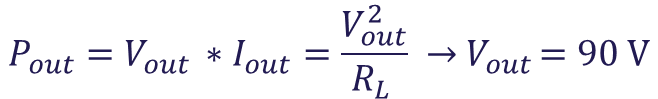 P_out = V_out * I_out = V_out^2 / R_L → V_out = 90 V